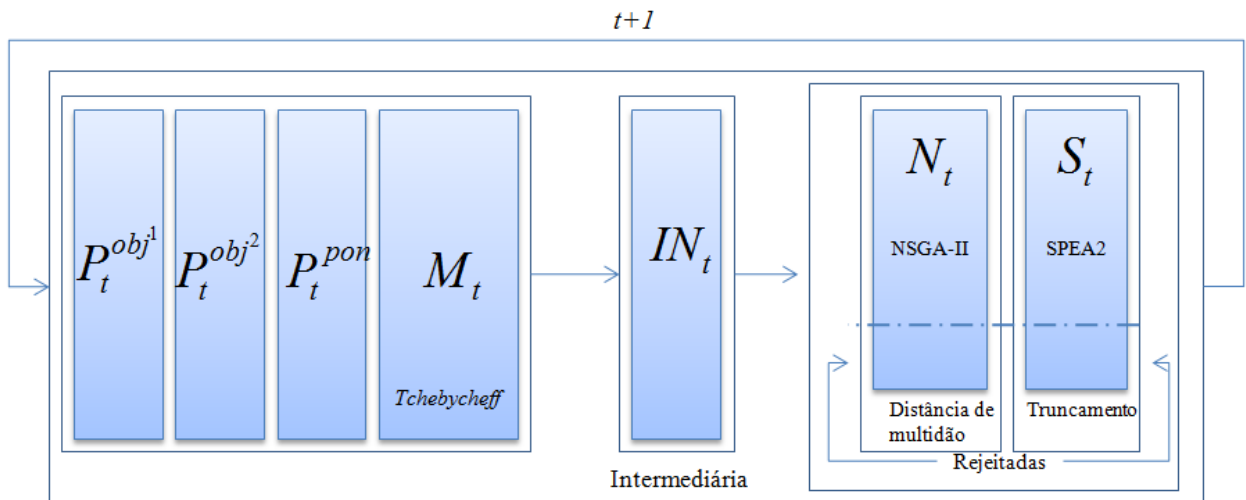 t+1
P_t^{obj^1}
P_t^{obj^2}
P_t^{pon}
M_t
Tchebycheff
IN_t
Intermediária
N_t
NSGA-II
Distância de
multidão
S_t
SPEA2
Truncamento
Rejeitadas